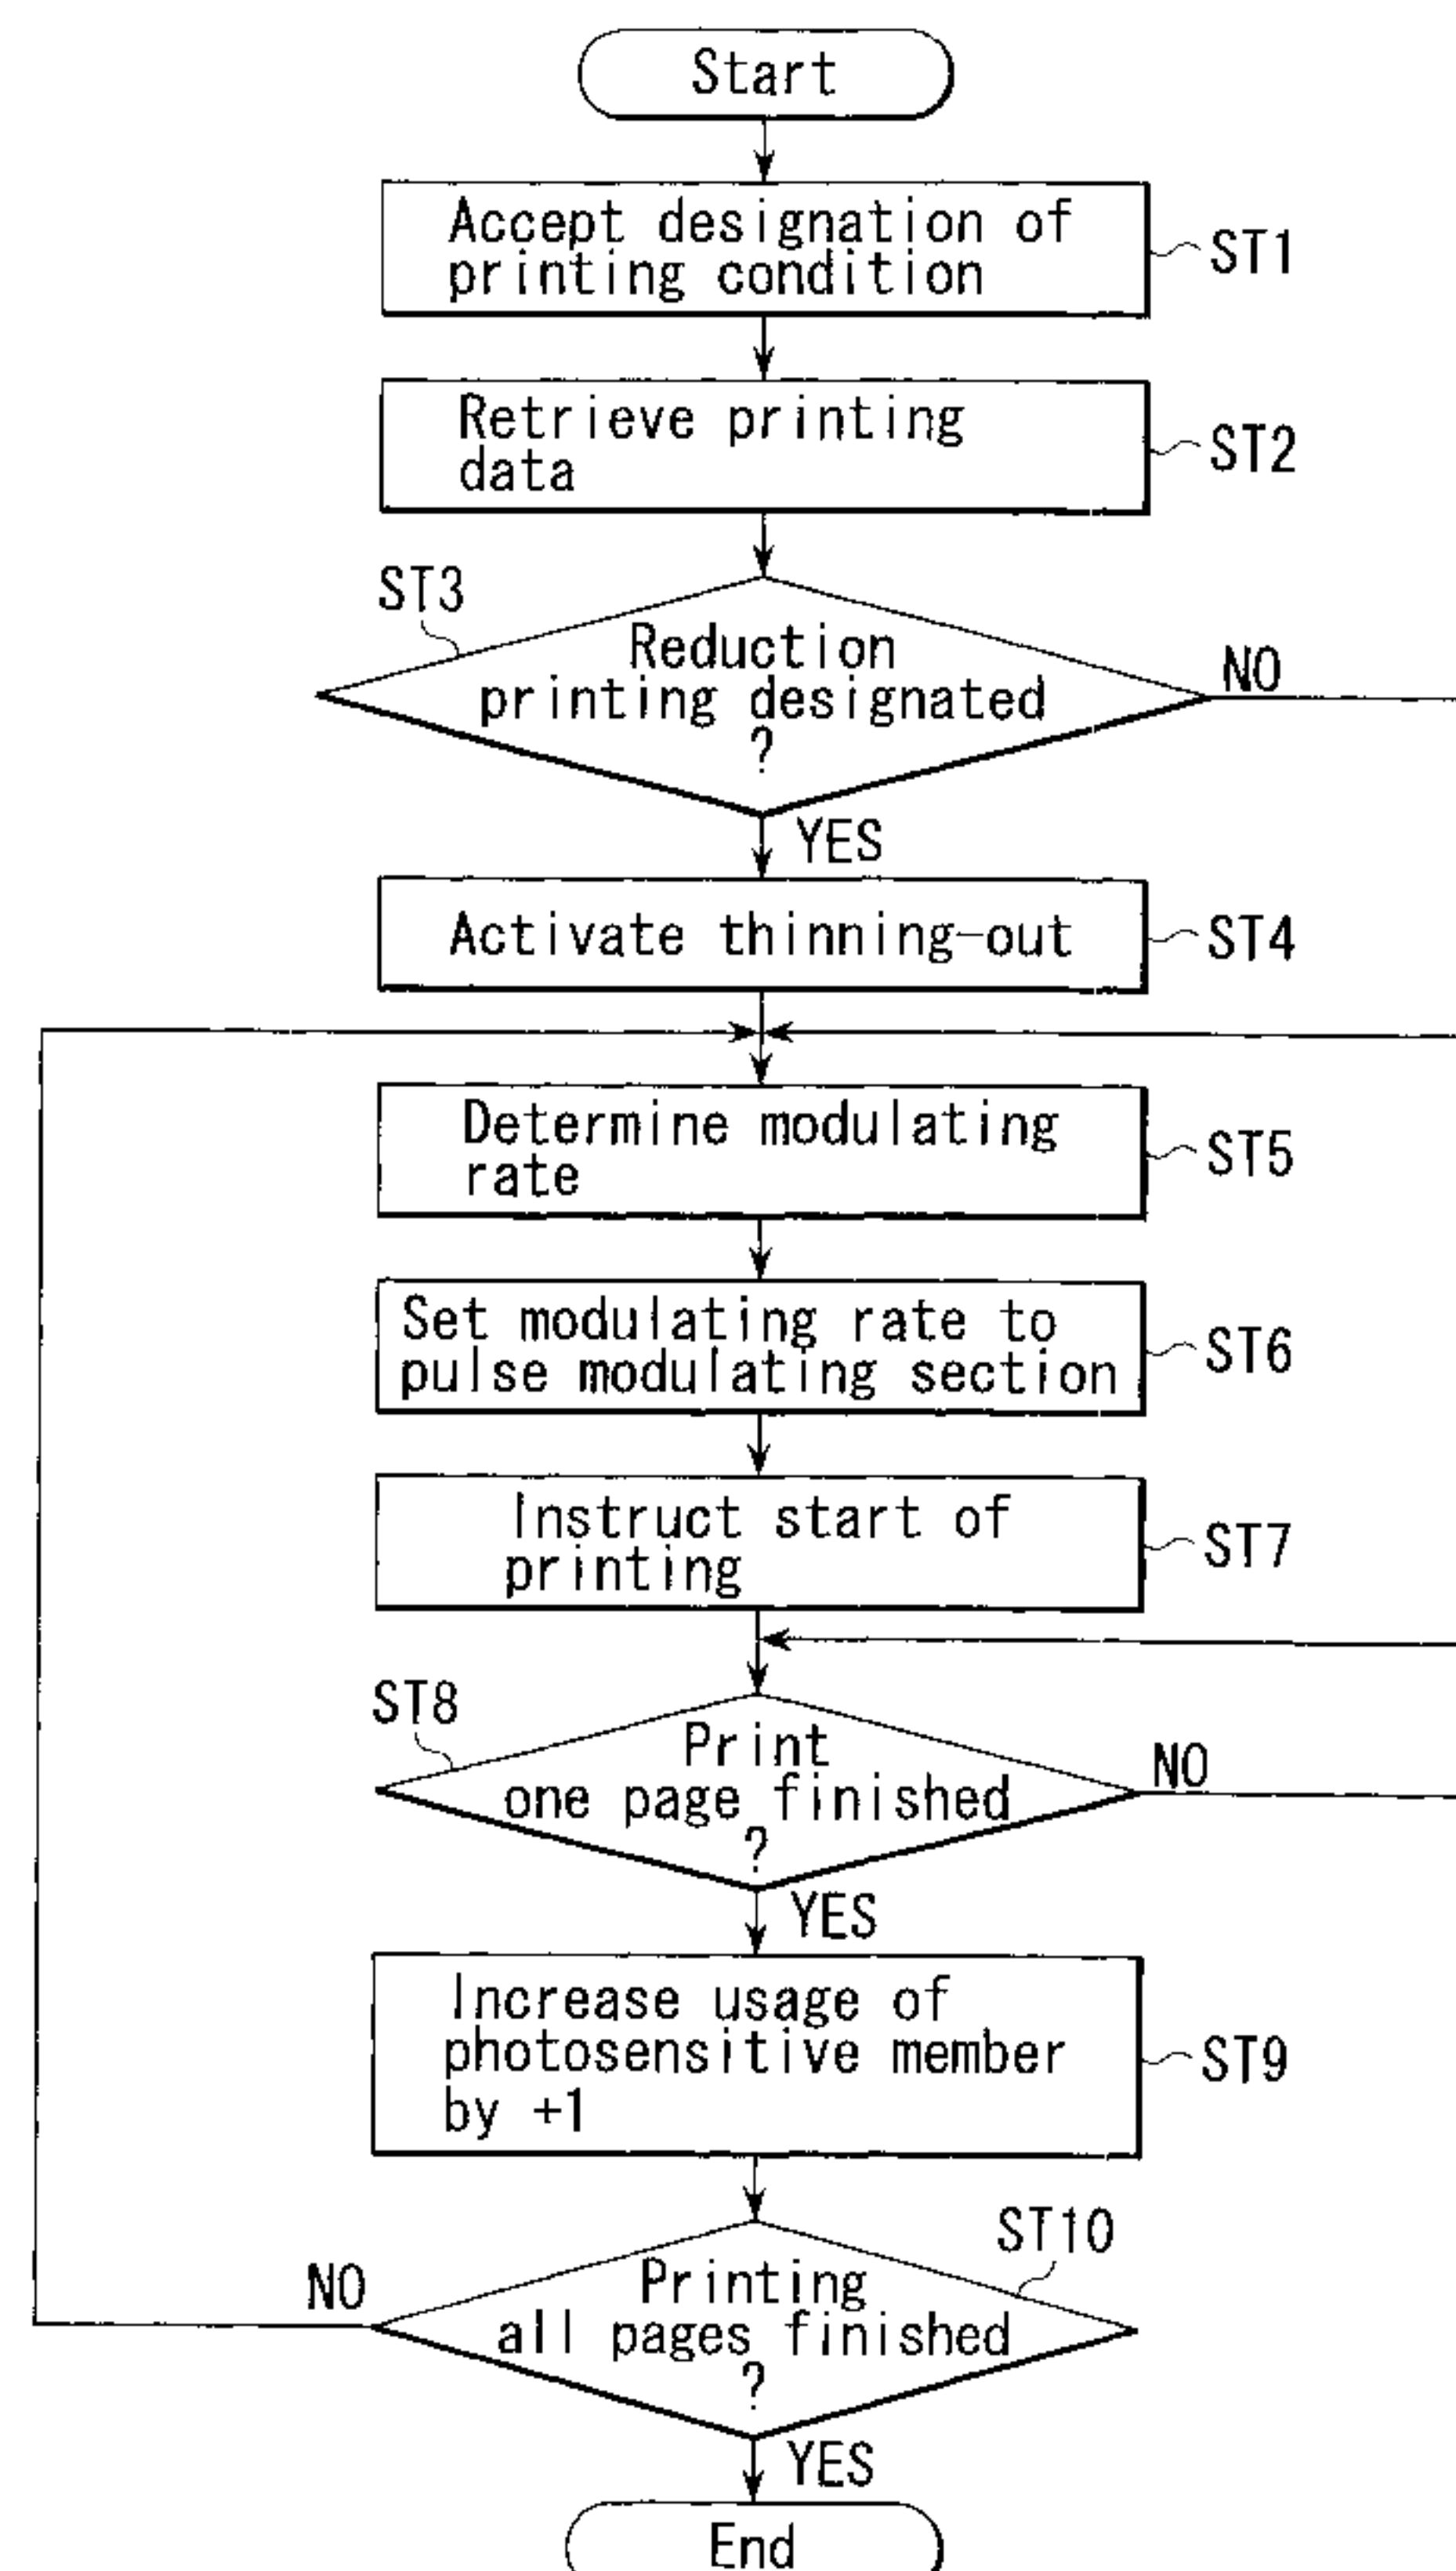 Start
Accept designation of
printing condition
ST1
Retrieve printing
data
ST2
ST3
Reduction
printing designated
?
NO
YES
Activate thinning-out
ST4
Determine modulating
rate
ST5
Set modulating rate to
pulse modulating section
ST6
Instruct start of
printing
ST7
ST8
Print
one page finished
?
NO
YES
Increase usage of
photosensitive member
by +1
ST9
ST10
Printing
all pages finished
?
NO
YES
End